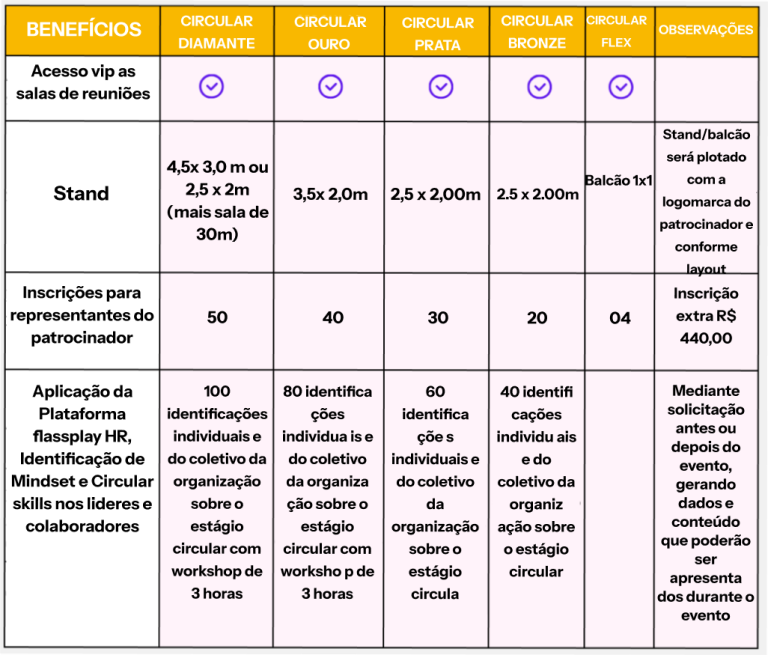 BENEFÍCIOS
CIRCULAR
DIAMANTE
CIRCULAR
OURO
CIRCULAR
PRATA
CIRCULAR
BRONZE
CIRCULAR
FLEX
OBSERVAÇÕES
Acesso vip as
salas de reuniões
Stand
4,5x 3,0 m ou
2,5 x 2m
(mais sala de
30m)
3,5x 2,0m
2,5 x 2,00m
2.5 x 2.00m
Balcão 1x1
Stand/balcão
será plotado
com a
logomarca do
patrocinador e
conforme
layout
Inscrições para
representantes do
patrocinador
50
40
30
20
04
Inscrição
extra R$
440,00
Aplicação da
Plataforma
flassplay HR,
Identificação de
Mindset e Circular
skills nos lideres e
colaboradores
100
identificações
individuais e
do coletivo da
organização
sobre o
estágio
circular com
workshop de
3 horas
80 identifica
ções
individua is e
do coletivo
da organiza
ção sobre o
estágio
circular com
worksho p de
3 horas
60
identifica
çõe s
individuais e
do coletivo
da
organização
sobre o
estágio
circula
40 identifi
cações
individu ais
e do
coletivo da
organiz
ação sobre
o estágio
circular
Mediante
solicitação
antes ou
depois do
evento,
gerando
dados e
conteúdo
que poderão
ser
apresenta
dos durante o
evento